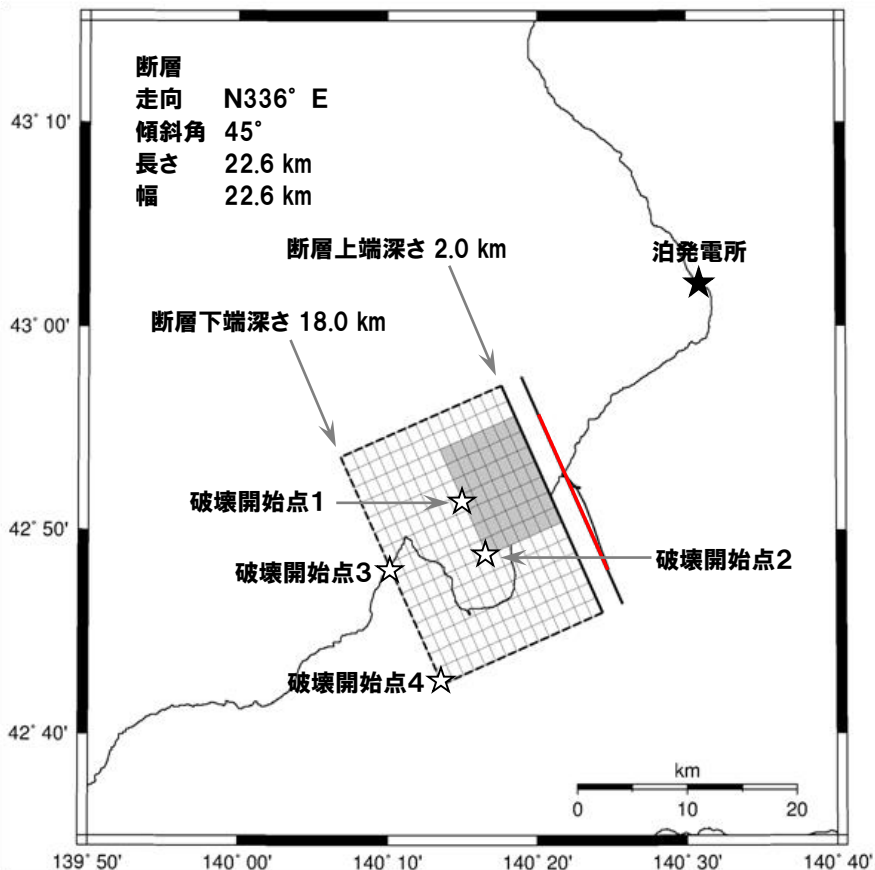 断層
走向 N336° E
傾斜角 45°
長さ 22.6 km
幅 22.6 km
43° 10'
断層上端深さ 2.0 km
泊発電所
断層下端深さ 18.0 km
43° 00'
破壊開始点1
42° 50'
破壊開始点2
破壊開始点3
破壊開始点4
42° 40'
km
0 10 20
139° 50' 140° 00' 140° 10' 140° 20' 140° 30' 140° 40'